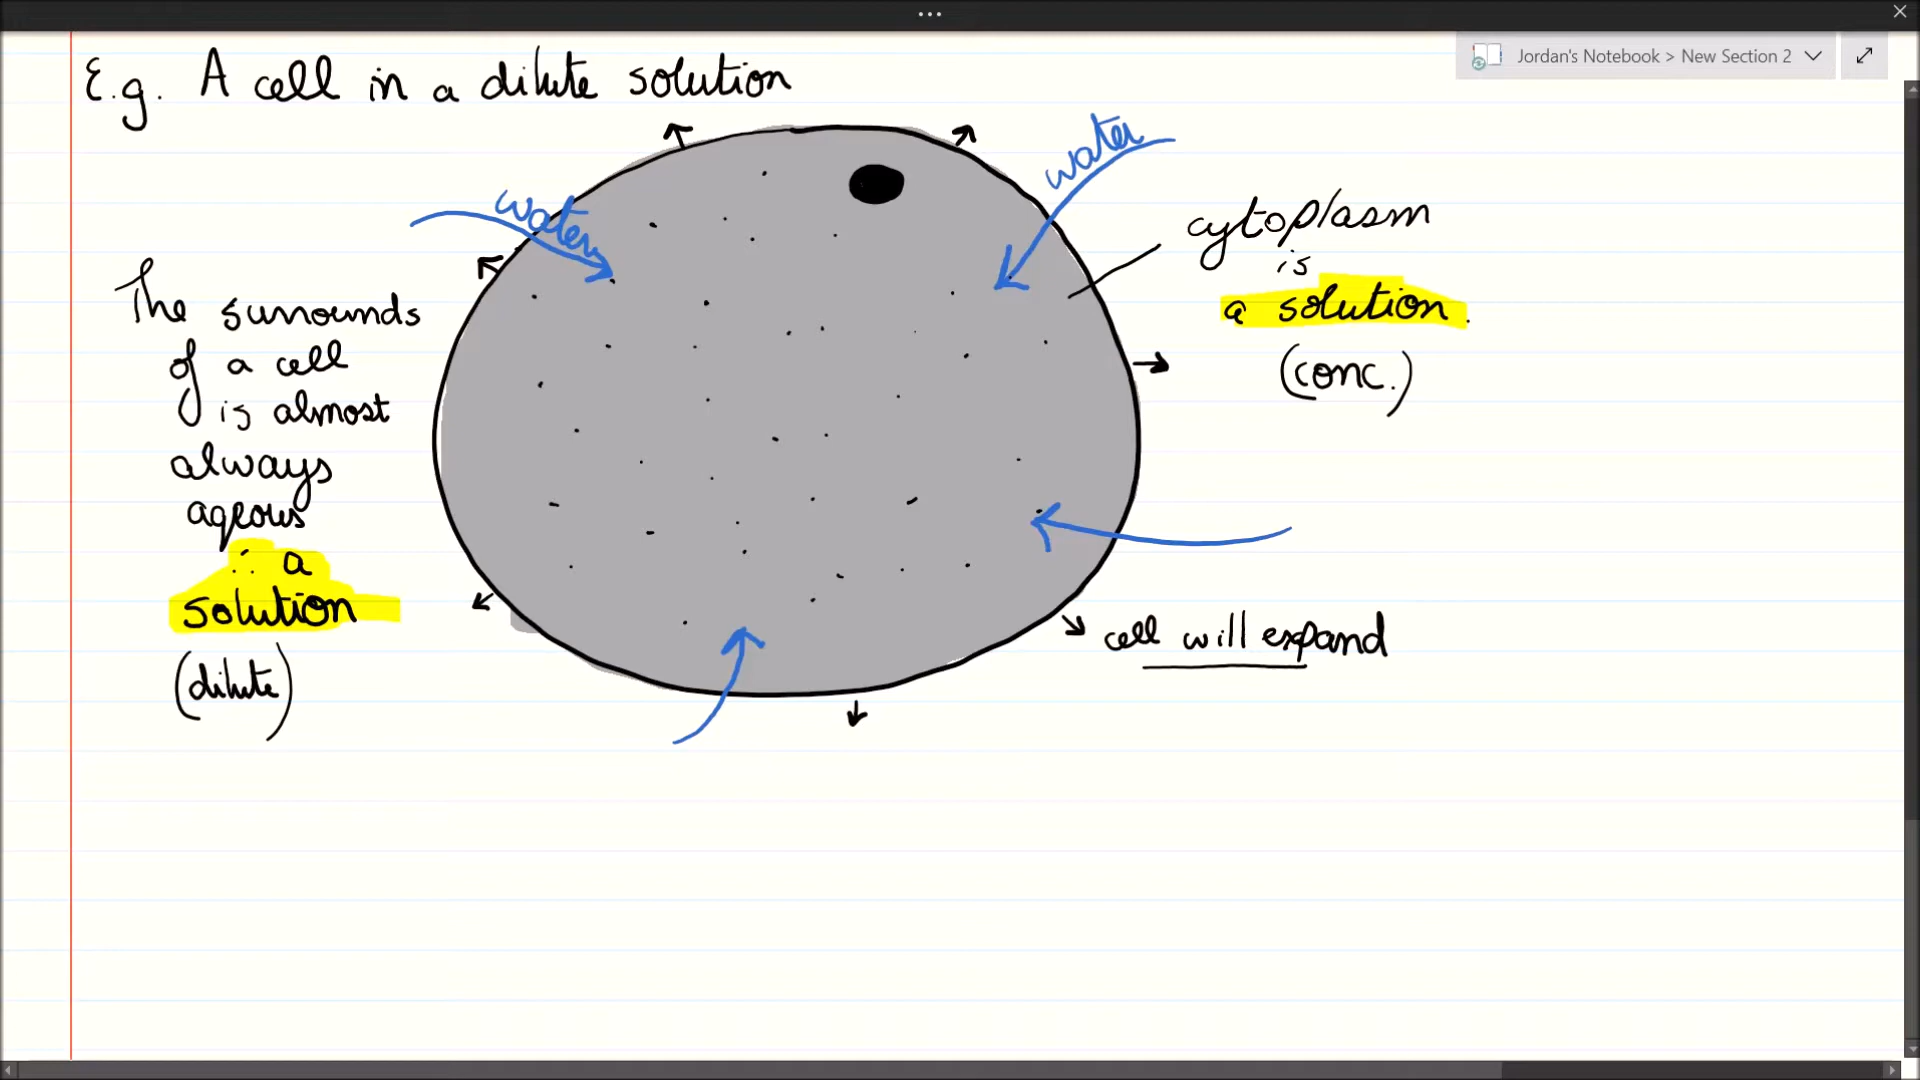 ...
Jordan's Notebook > New Section 2
E.g. A cell in a dilute solution
water
water
cytoplasm
is
a solution.
(conc.)
The surrounds
of a cell
is almost
always
aqeous
∴ a
solution
(dilute)
cell will expand